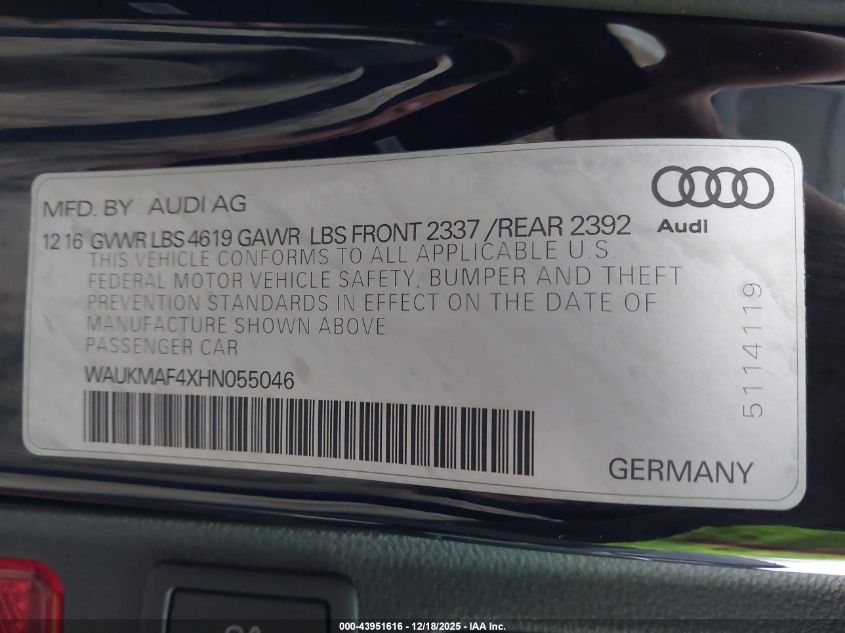 MFD. BY AUDI AG
Audi
12 16 GVWR LBS 4619 GAWR LBS FRONT 2337 /REAR 2392
THIS VEHICLE CONFORMS TO ALL APPLICABLE U.S.
FEDERAL MOTOR VEHICLE SAFETY, BUMPER AND THEFT
PREVENTION STANDARDS IN EFFECT ON THE DATE OF
MANUFACTURE SHOWN ABOVE
PASSENGER CAR
WAUKMAF4XHN055046
5114119
GERMANY
000-43951616 - 12/18/2025 - IAA Inc.